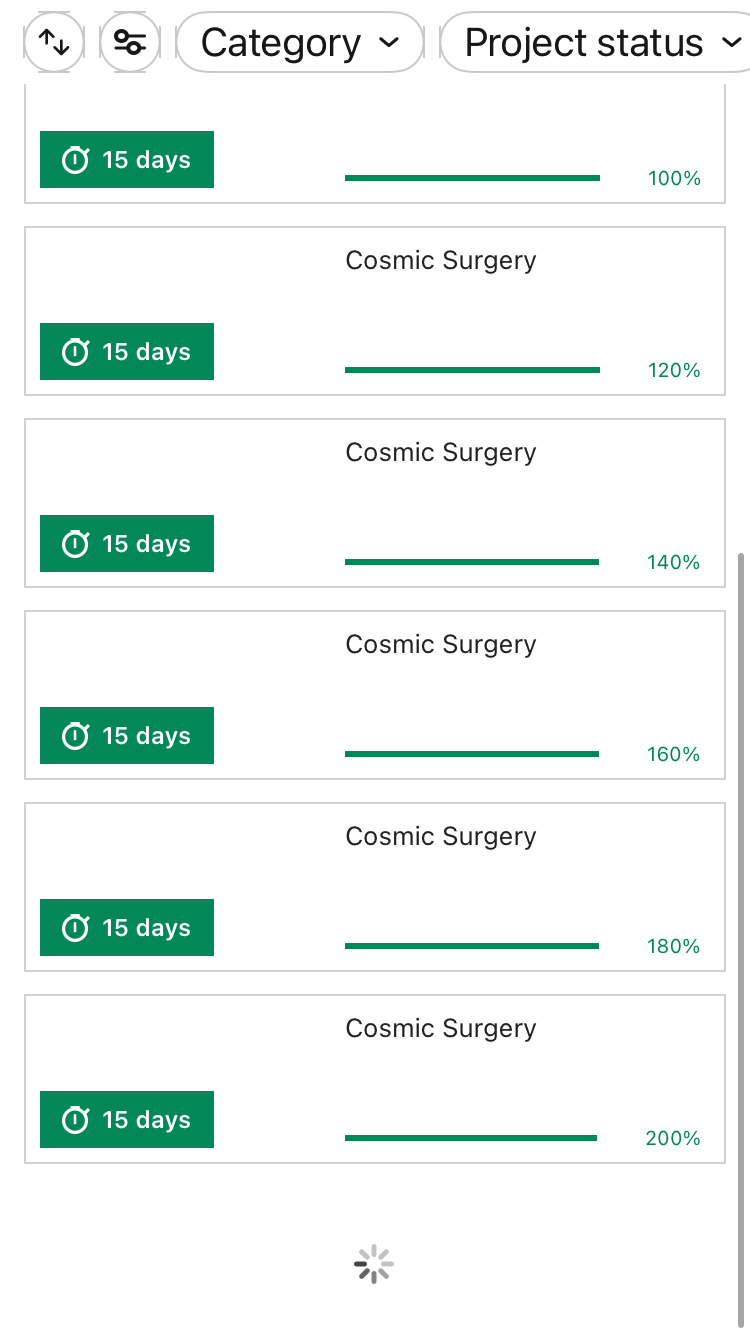 Category
Project status
15 days
100%
Cosmic Surgery
15 days
120%
Cosmic Surgery
15 days
140%
Cosmic Surgery
15 days
160%
Cosmic Surgery
15 days
180%
Cosmic Surgery
15 days
200%